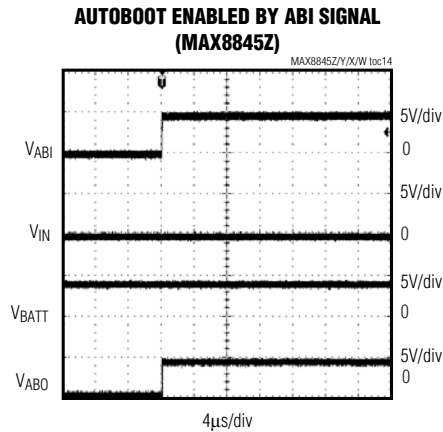 AUTOBOOT ENABLED BY ABI SIGNAL
(MAX8845Z)
MAX8845Z/Y/X/W toc14
T
5V/div
VABI
0
5V/div
VIN
0
5V/div
VBATT
0
5V/div
VABO
0
4µs/div